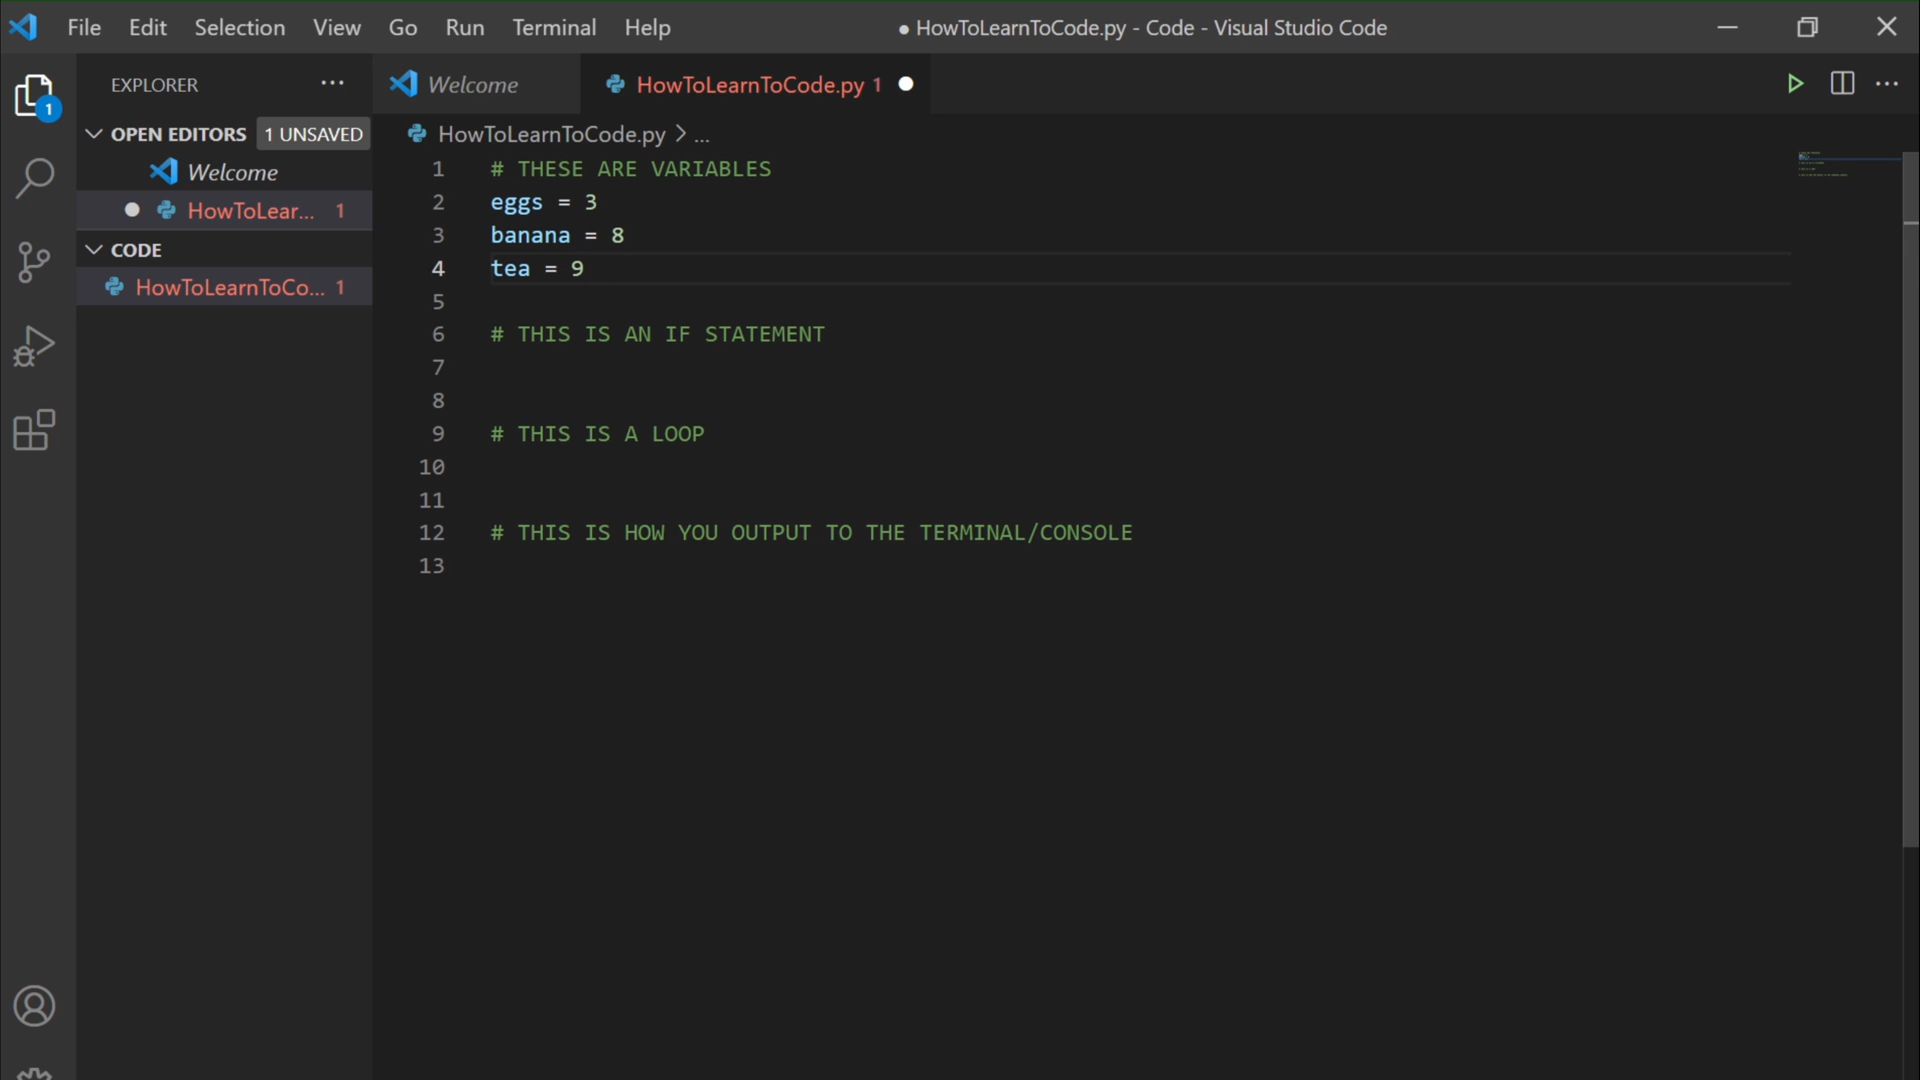 File Edit Selection View Go Run Terminal Help ● HowToLearnToCode.py - Code - Visual Studio Code
EXPLORER ··· Welcome HowToLearnToCode.py 1
1
OPEN EDITORS 1 UNSAVED
HowToLearnToCode.py > ...
Welcome
HowToLear... 1
CODE
HowToLearnToCo... 1
1 # THESE ARE VARIABLES
2 eggs = 3
3 banana = 8
4 tea = 9
5
6 # THIS IS AN IF STATEMENT
7
8
9 # THIS IS A LOOP
10
11
12 # THIS IS HOW YOU OUTPUT TO THE TERMINAL/CONSOLE
13